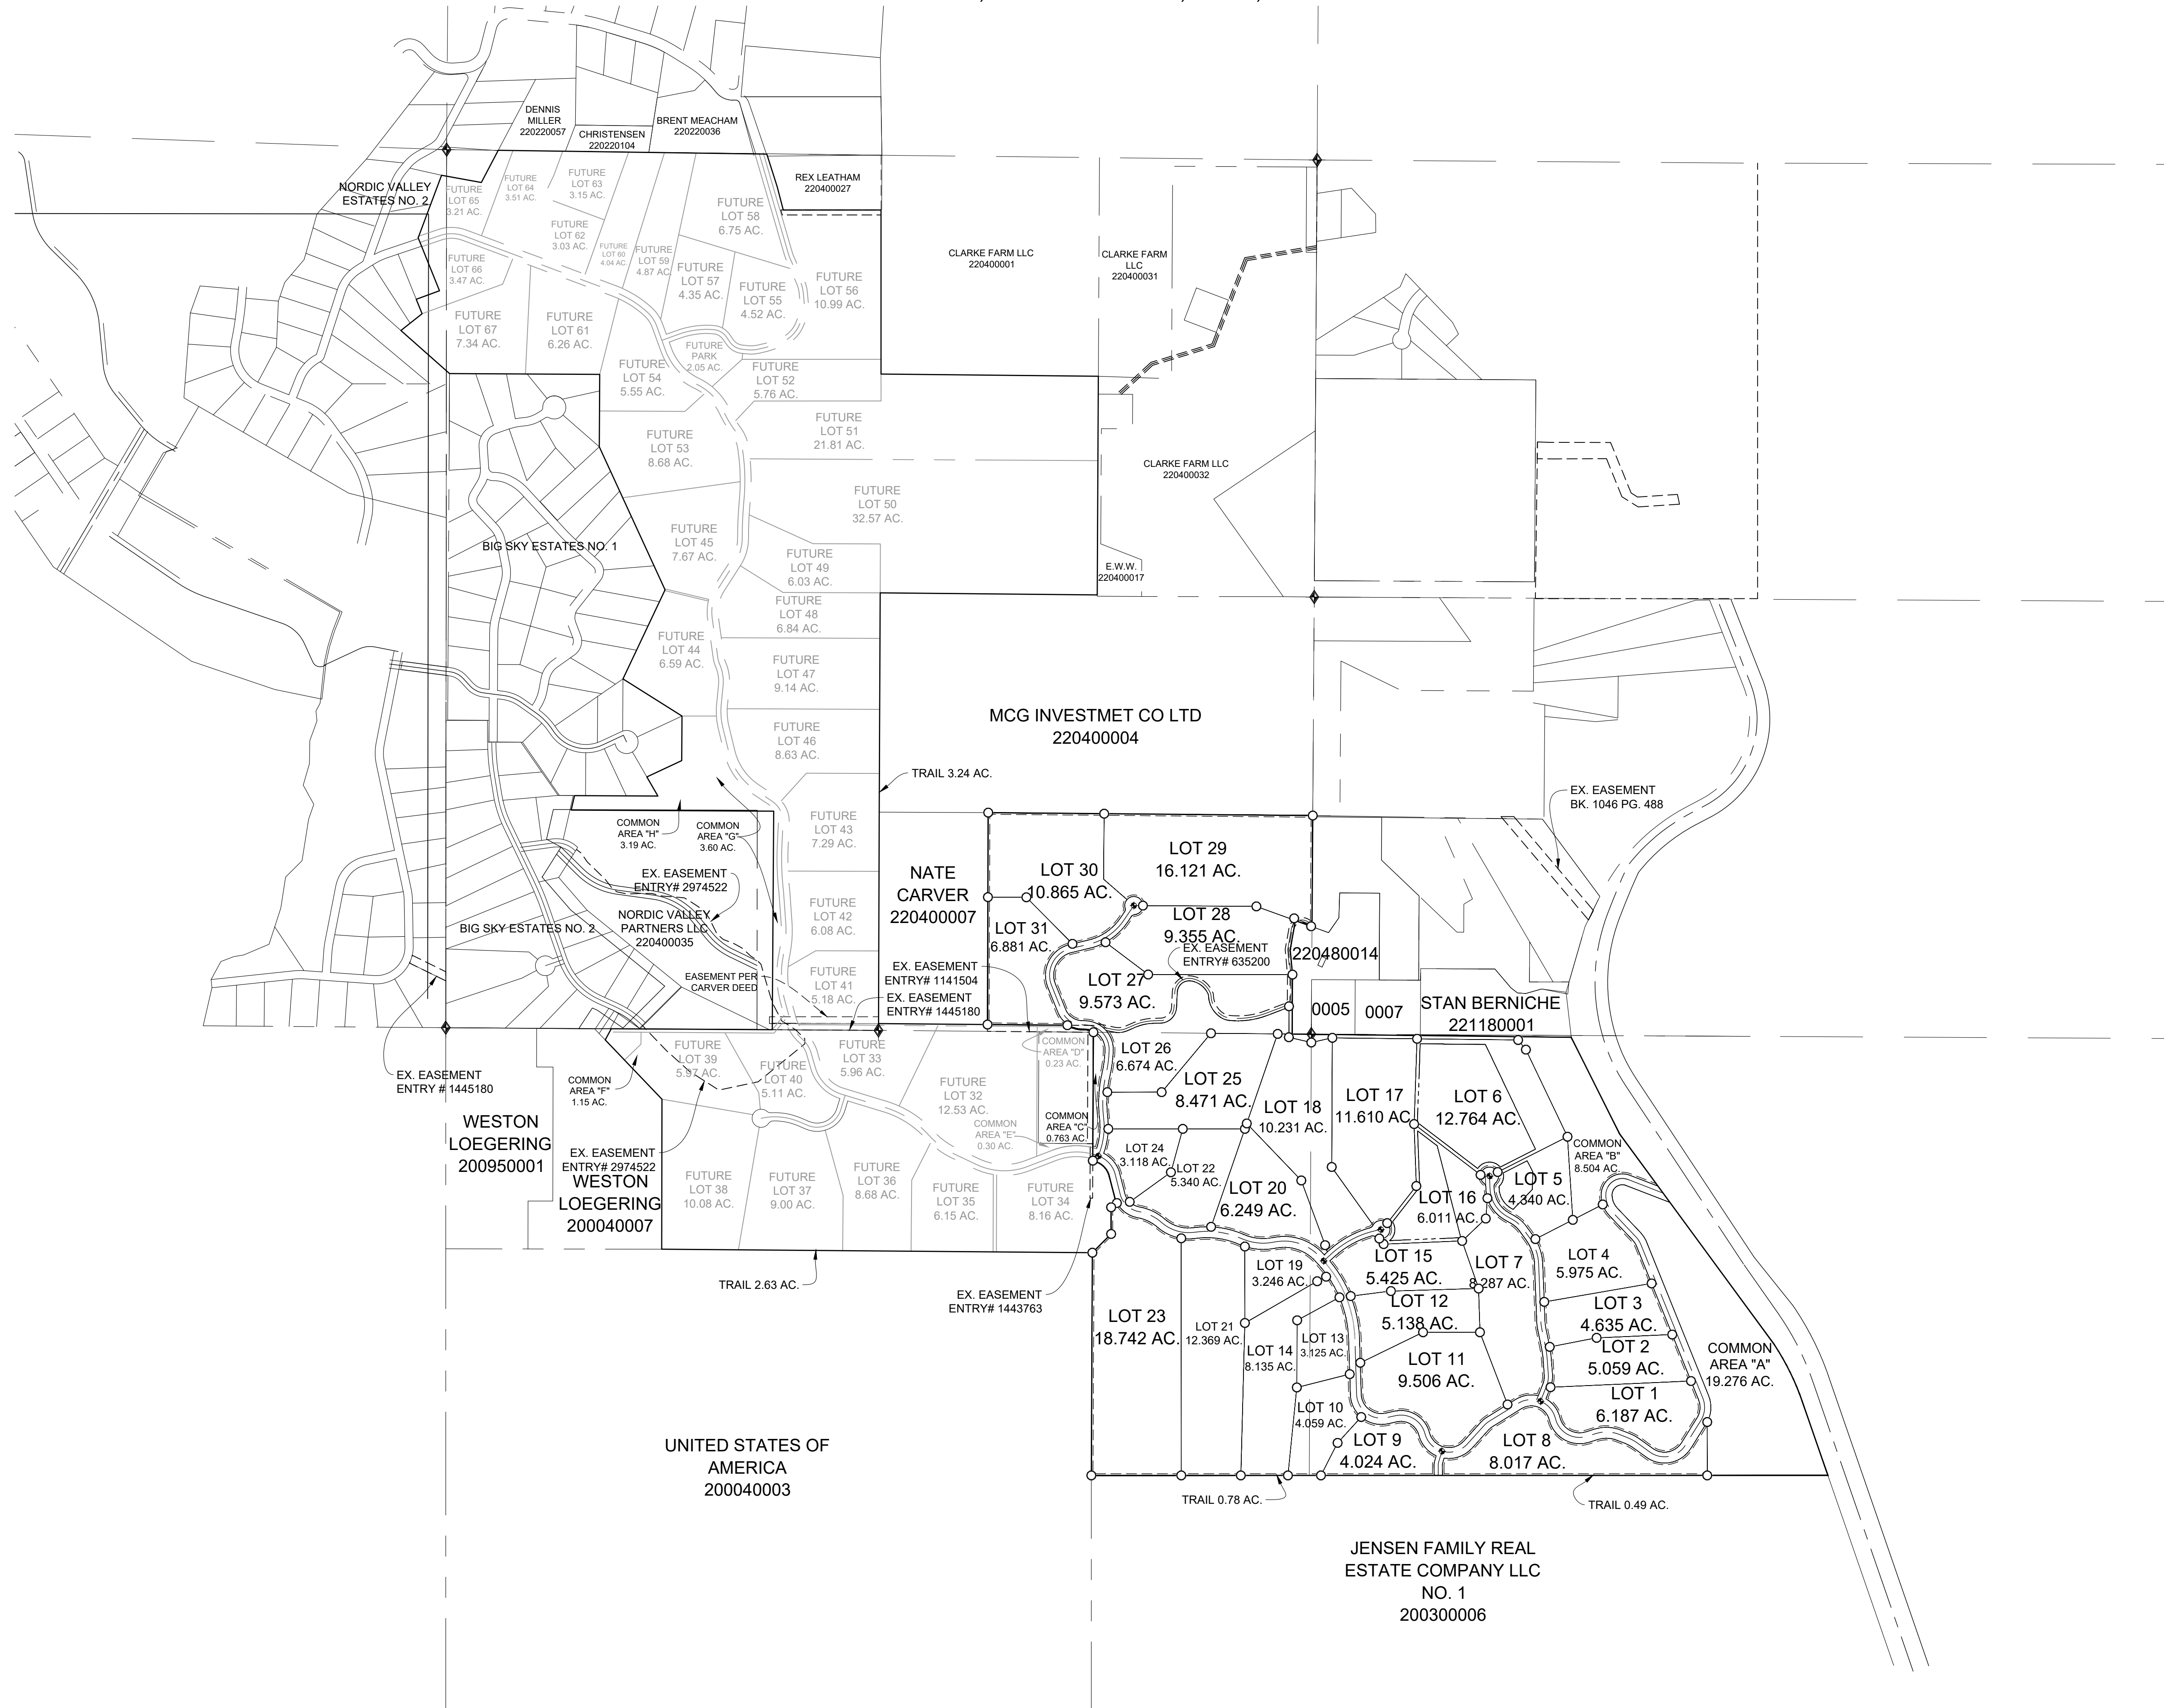 DENNIS
MILLER
220220057
CHRISTENSEN
220220104
BRENT MEACHAM
220220036
REX LEATHAM
220400027
NORDIC VALLEY
ESTATES NO. 2
FUTURE
LOT 65
3.21 AC.
FUTURE
LOT 64
3.51 AC.
FUTURE
LOT 63
3.15 AC.
FUTURE
LOT 62
3.03 AC.
FUTURE
LOT 60
4.04 AC.
FUTURE
LOT 59
4.87 AC.
FUTURE
LOT 58
6.75 AC.
FUTURE
LOT 57
4.35 AC.
FUTURE
LOT 55
4.52 AC.
FUTURE
LOT 56
10.99 AC.
FUTURE
LOT 66
3.47 AC.
FUTURE
LOT 67
7.34 AC.
FUTURE
LOT 61
6.26 AC.
FUTURE
PARK
2.05 AC.
FUTURE
LOT 54
5.55 AC.
FUTURE
LOT 52
5.76 AC.
FUTURE
LOT 51
21.81 AC.
FUTURE
LOT 53
8.68 AC.
FUTURE
LOT 50
32.57 AC.
FUTURE
LOT 45
7.67 AC.
FUTURE
LOT 49
6.03 AC.
FUTURE
LOT 48
6.84 AC.
FUTURE
LOT 44
6.59 AC.
FUTURE
LOT 47
9.14 AC.
FUTURE
LOT 46
8.63 AC.
FUTURE
LOT 43
7.29 AC.
FUTURE
LOT 42
6.08 AC.
FUTURE
LOT 41
5.18 AC.
CLARKE FARM LLC
220400001
CLARKE FARM
LLC
220400031
CLARKE FARM LLC
220400032
E.W.W.
220400017
BIG SKY ESTATES NO. 1
MCG INVESTMET CO LTD
220400004
TRAIL 3.24 AC.
EX. EASEMENT
BK. 1046 PG. 488
COMMON
AREA "H"
3.19 AC.
COMMON
AREA "G"
3.60 AC.
EX. EASEMENT
ENTRY# 2974522
NORDIC VALLEY
PARTNERS LLC
220400035
BIG SKY ESTATES NO. 2
EASEMENT PER
CARVER DEED
NATE
CARVER
220400007
EX. EASEMENT
ENTRY# 1141504
EX. EASEMENT
ENTRY# 1445180
LOT 30
10.865 AC.
LOT 29
16.121 AC.
LOT 28
9.355 AC.
EX. EASEMENT
ENTRY# 635200
LOT 31
6.881 AC.
LOT 27
9.573 AC.
220480014
0005
0007
STAN BERNICHE
221180001
EX. EASEMENT
ENTRY # 1445180
COMMON
AREA "F"
1.15 AC.
WESTON
LOEGERING
200950001
EX. EASEMENT
ENTRY# 2974522
WESTON
LOEGERING
200040007
FUTURE
LOT 39
5.97 AC.
FUTURE
LOT 40
5.11 AC.
FUTURE
LOT 33
5.96 AC.
FUTURE
LOT 32
12.53 AC.
COMMON
AREA "D"
0.23 AC.
COMMON
AREA "C"
0.763 AC.
COMMON
AREA "E"
0.30 AC.
FUTURE
LOT 38
10.08 AC.
FUTURE
LOT 37
9.00 AC.
FUTURE
LOT 36
8.68 AC.
FUTURE
LOT 35
6.15 AC.
FUTURE
LOT 34
8.16 AC.
TRAIL 2.63 AC.
EX. EASEMENT
ENTRY# 1443763
LOT 26
6.674 AC.
LOT 25
8.471 AC.
LOT 18
10.231 AC.
LOT 17
11.610 AC.
LOT 6
12.764 AC.
COMMON
AREA "B"
8.504 AC.
LOT 24
3.118 AC.
LOT 22
5.340 AC.
LOT 20
6.249 AC.
LOT 16
6.011 AC.
LOT 5
4.340 AC.
LOT 19
3.246 AC.
LOT 15
5.425 AC.
LOT 7
8.287 AC.
LOT 4
5.975 AC.
LOT 23
18.742 AC.
LOT 21
12.369 AC.
LOT 14
8.135 AC.
LOT 13
3.125 AC.
LOT 12
5.138 AC.
LOT 3
4.635 AC.
LOT 11
9.506 AC.
LOT 2
5.059 AC.
COMMON
AREA "A"
19.276 AC.
LOT 1
6.187 AC.
LOT 10
4.059 AC.
LOT 9
4.024 AC.
LOT 8
8.017 AC.
TRAIL 0.78 AC.
TRAIL 0.49 AC.
UNITED STATES OF
AMERICA
200040003
JENSEN FAMILY REAL
ESTATE COMPANY LLC
NO. 1
200300006